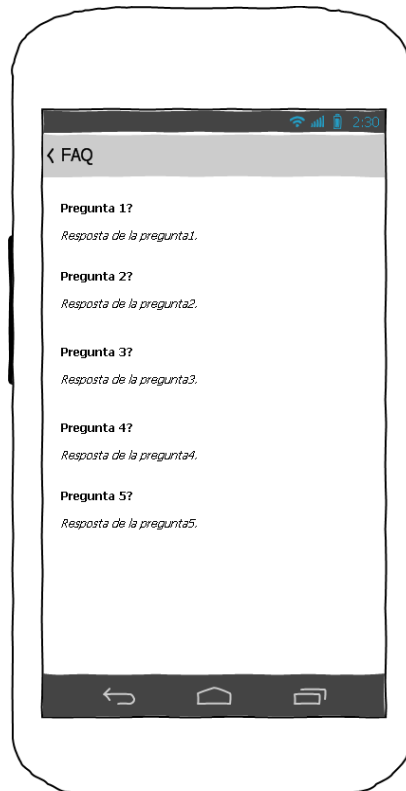 2:30
FAQ
Pregunta 1?
Resposta de la pregunta1.
Pregunta 2?
Resposta de la pregunta2.
Pregunta 3?
Resposta de la pregunta3.
Pregunta 4?
Resposta de la pregunta4.
Pregunta 5?
Resposta de la pregunta5.